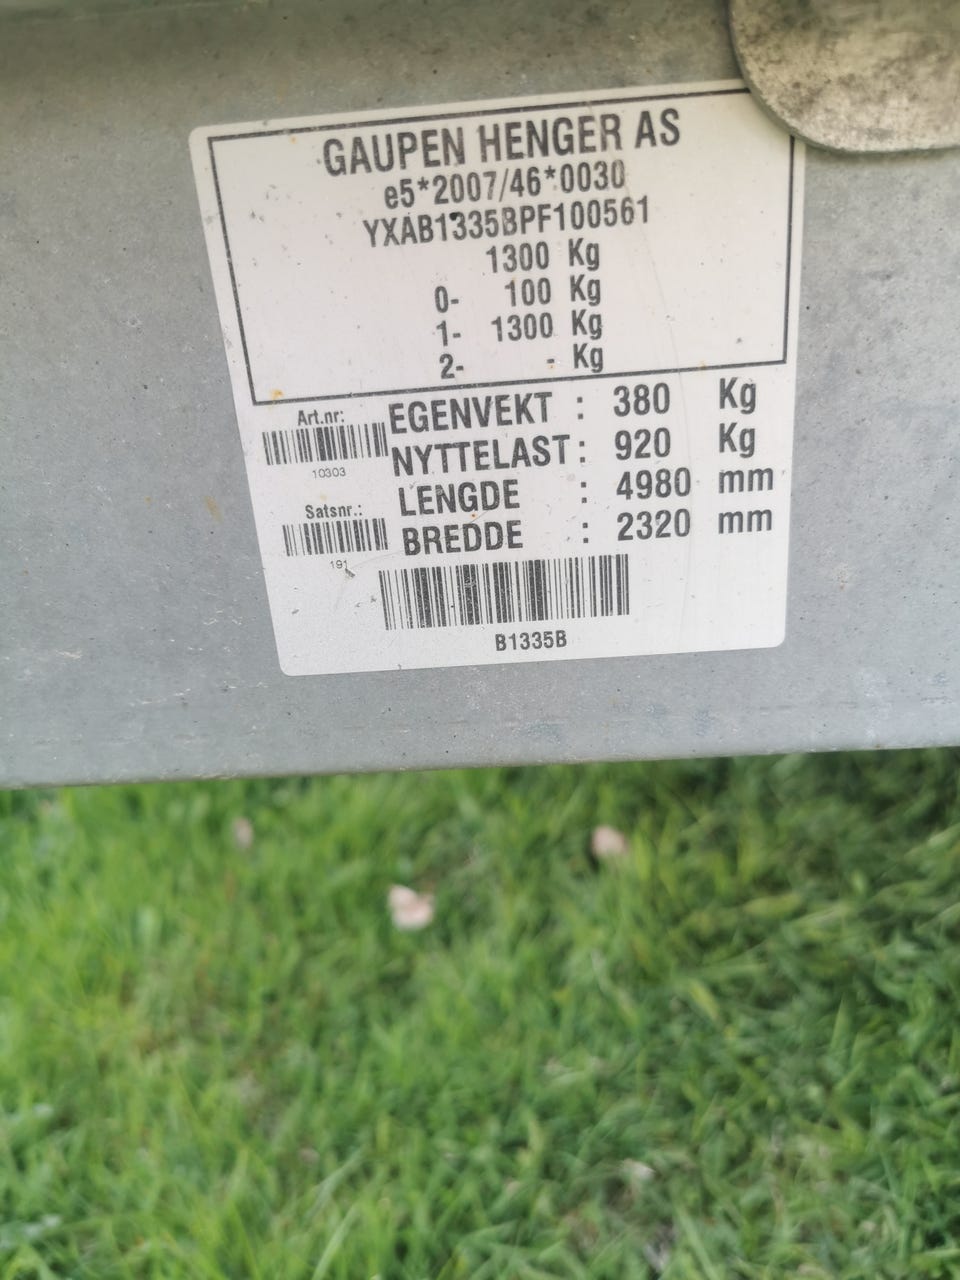 GAUPEN HENGER AS
e5*2007/46*0030
YXAB1335BPF100561
1300 Kg
0- 100 Kg
1- 1300 Kg
2- - Kg
Art.nr:
10303
EGENVEKT : 380 Kg
NYTTELAST : 920 Kg
LENGDE : 4980 mm
Satsnr.:
191
BREDDE : 2320 mm
B1335B